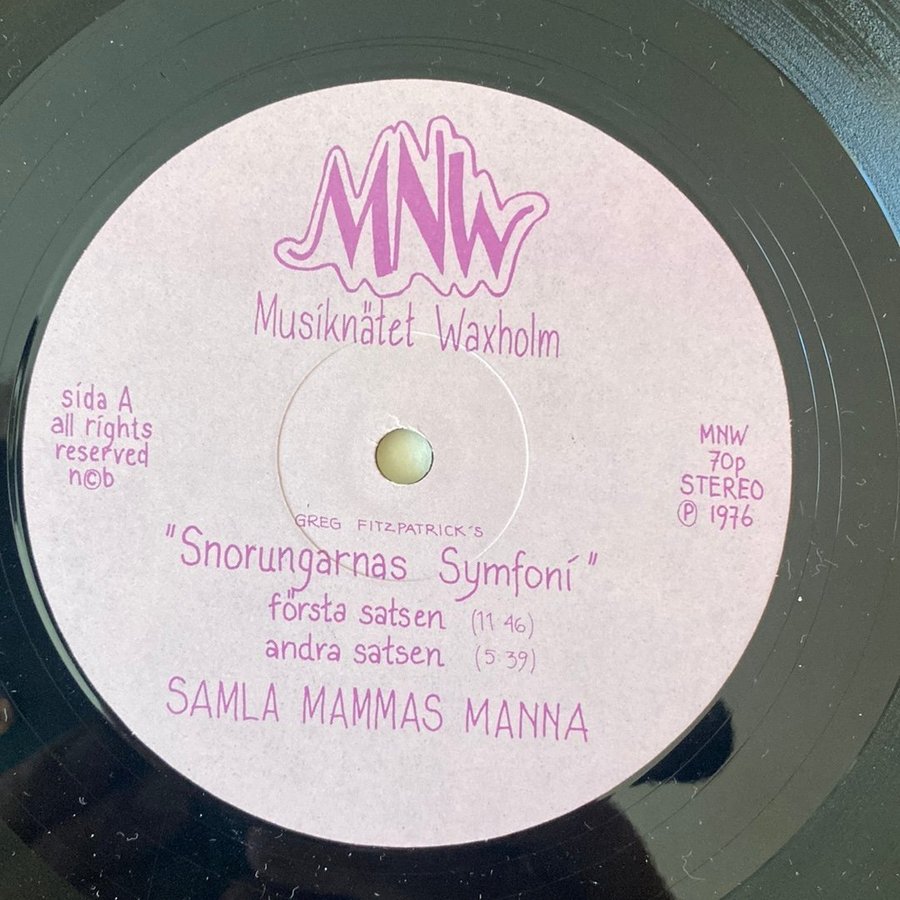 MNW
Musiknätet Waxholm
sida A
all rights
reserved
n©b
MNW
70p
STEREO
℗ 1976
GREG FITZPATRICK'S
"Snorungarnas Symfoni"
första satsen (11 46)
andra satsen (5:39)
SAMLA MAMMAS MANNA